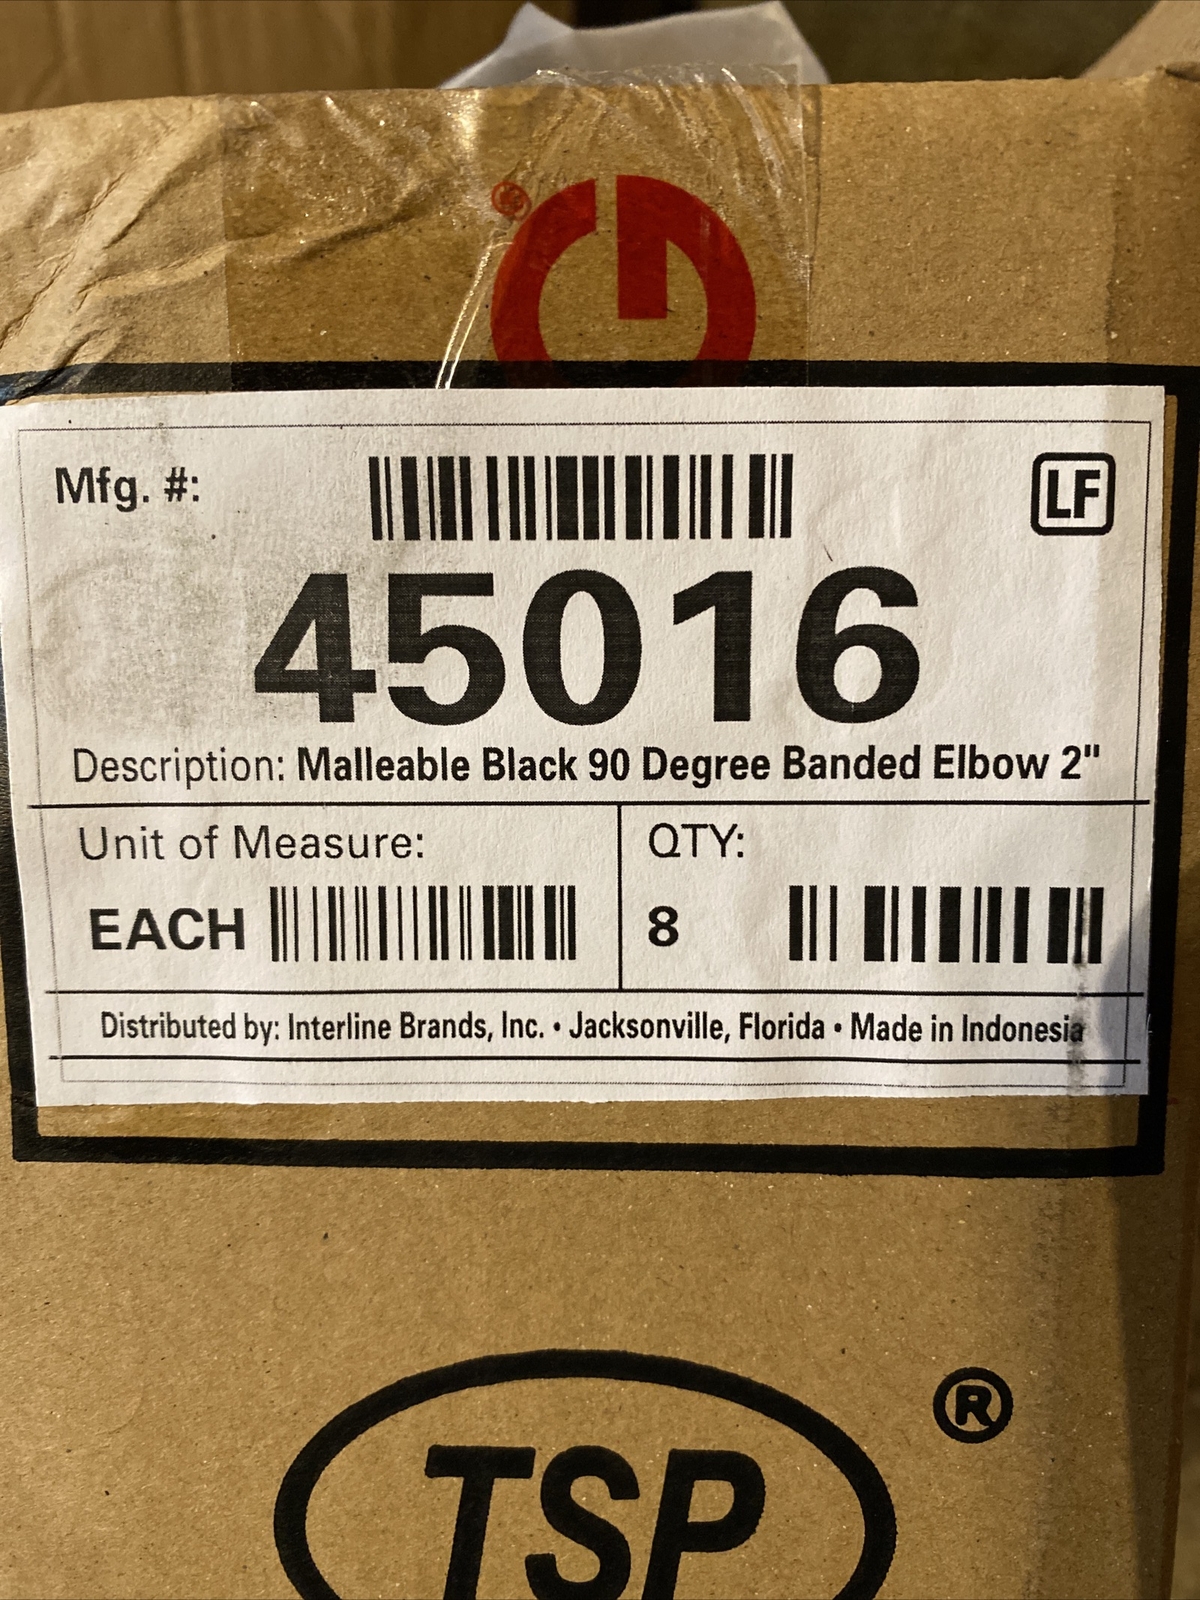 ®
Mfg. #:
LF
45016
Description: Malleable Black 90 Degree Banded Elbow 2"
Unit of Measure:
QTY:
EACH
8
Distributed by: Interline Brands, Inc. • Jacksonville, Florida • Made in Indonesia
®
TSP